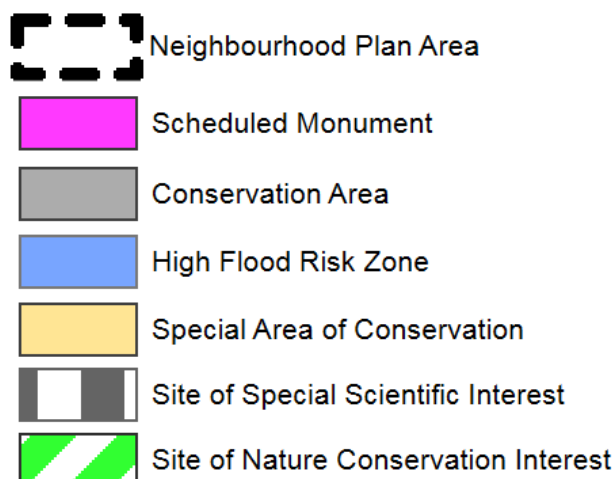 Neighbourhood Plan Area
Scheduled Monument
Conservation Area
High Flood Risk Zone
Special Area of Conservation
Site of Special Scientific Interest
Site of Nature Conservation Interest